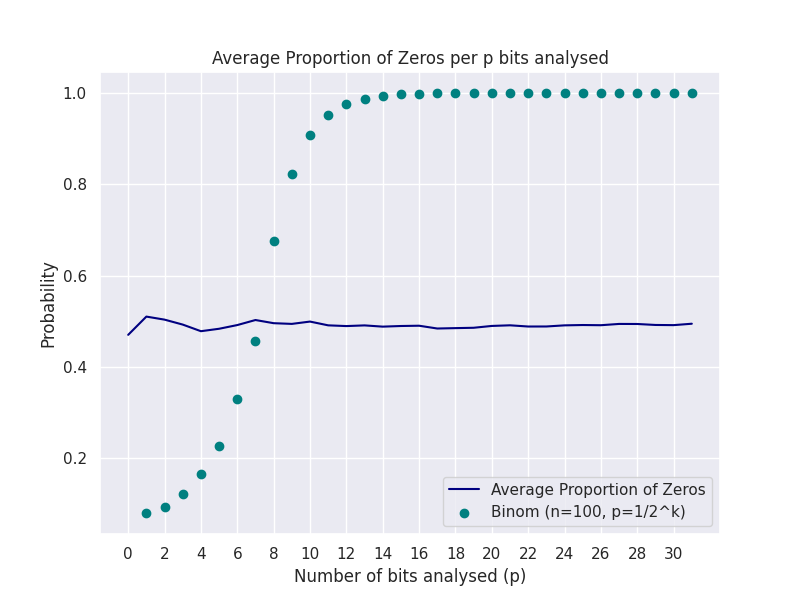 Average Proportion of Zeros per p bits analysed
Probability
1.0
0.8
0.6
0.4
0.2
Average Proportion of Zeros
Binom (n=100, p=1/2^k)
0 2 4 6 8 10 12 14 16 18 20 22 24 26 28 30
Number of bits analysed (p)